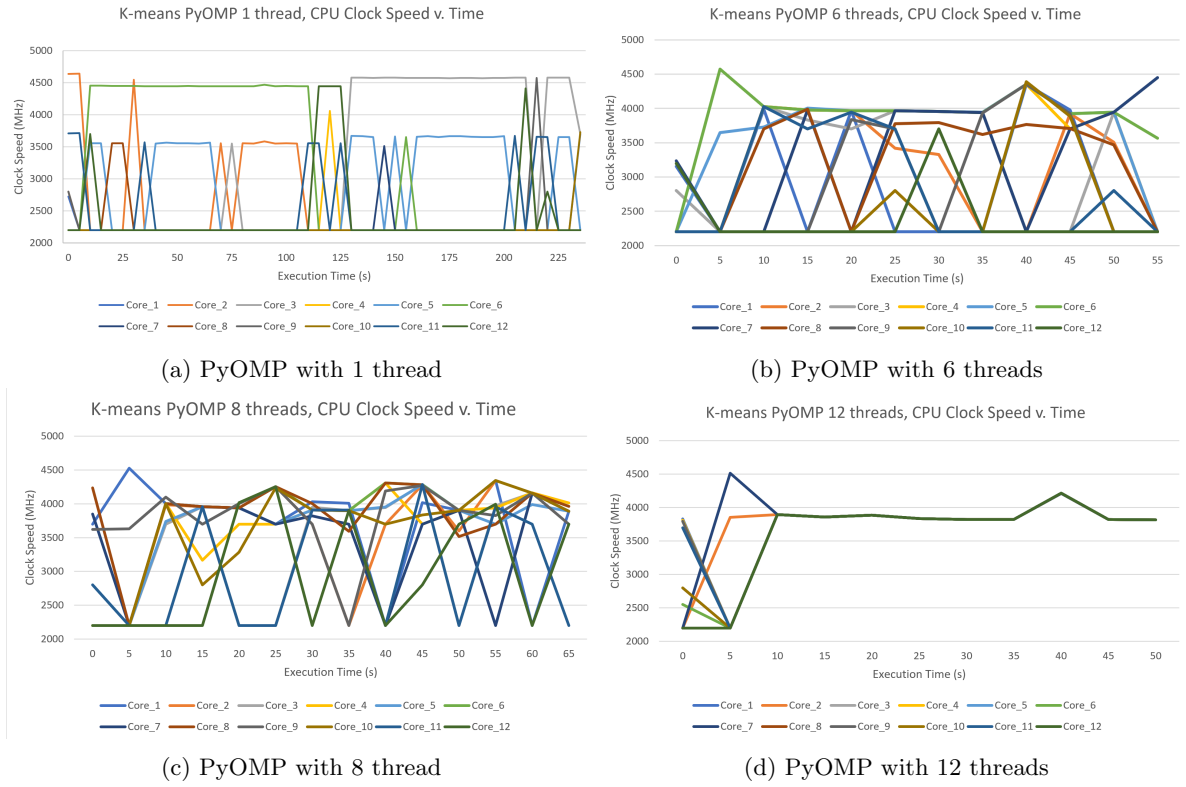 K-means PyOMP 1 thread, CPU Clock Speed v. Time
5000
4500
4000
3500
3000
2500
2000
Clock Speed (MHz)
0 25 50 75 100 125 150 175 200 225
Execution Time (s)
Core_1 Core_2 Core_3 Core_4 Core_5 Core_6
Core_7 Core_8 Core_9 Core_10 Core_11 Core_12
(a) PyOMP with 1 thread
K-means PyOMP 6 threads, CPU Clock Speed v. Time
5000
4500
4000
3500
3000
2500
2000
Clock Speed (MHz)
0 5 10 15 20 25 30 35 40 45 50 55
Execution Time (s)
Core_1 Core_2 Core_3 Core_4 Core_5 Core_6
Core_7 Core_8 Core_9 Core_10 Core_11 Core_12
(b) PyOMP with 6 threads
K-means PyOMP 8 threads, CPU Clock Speed v. Time
5000
4500
4000
3500
3000
2500
2000
Clock Speed (MHz)
0 5 10 15 20 25 30 35 40 45 50 55 60 65
Execution Time (s)
Core_1 Core_2 Core_3 Core_4 Core_5 Core_6
Core_7 Core_8 Core_9 Core_10 Core_11 Core_12
(c) PyOMP with 8 thread
K-means PyOMP 12 threads, CPU Clock Speed v. Time
5000
4500
4000
3500
3000
2500
2000
Clock Speed (MHz)
0 5 10 15 20 25 30 35 40 45 50
Execution Time (s)
Core_1 Core_2 Core_3 Core_4 Core_5 Core_6
Core_7 Core_8 Core_9 Core_10 Core_11 Core_12
(d) PyOMP with 12 threads